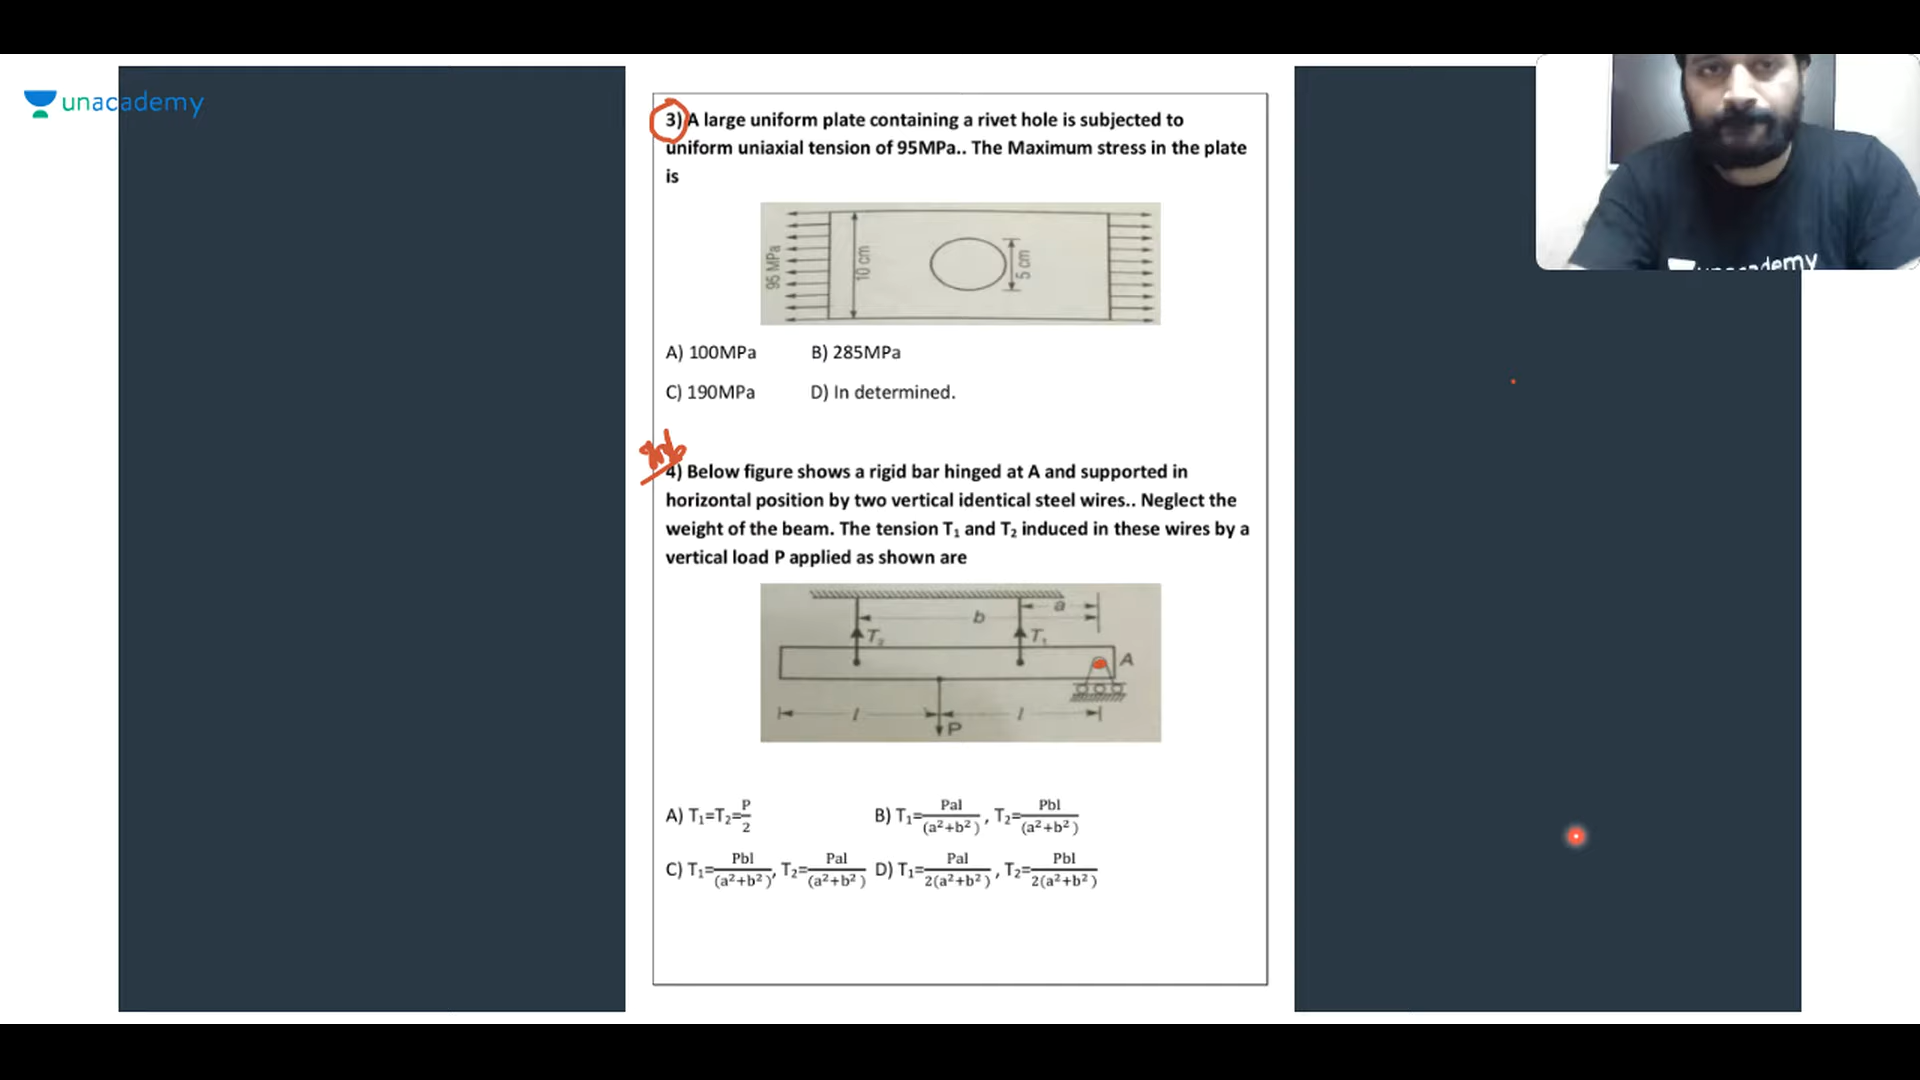 unacademy
3) A large uniform plate containing a rivet hole is subjected to
uniform uniaxial tension of 95MPa.. The Maximum stress in the plate
is
95 MPa
10 cm
5 cm
A) 100MPa B) 285MPa
C) 190MPa D) In determined.
4) Below figure shows a rigid bar hinged at A and supported in
horizontal position by two vertical identical steel wires.. Neglect the
weight of the beam. The tension T₁ and T₂ induced in these wires by a
vertical load P applied as shown are
a
b
T₂ T₁
A
l l
P
A) T₁=T₂=P/2 B) T₁=Pal/(a²+b²) , T₂=Pbl/(a²+b²)
C) T₁=Pbl/(a²+b²), T₂=Pal/(a²+b²) D) T₁=Pal/2(a²+b²) , T₂=Pbl/2(a²+b²)